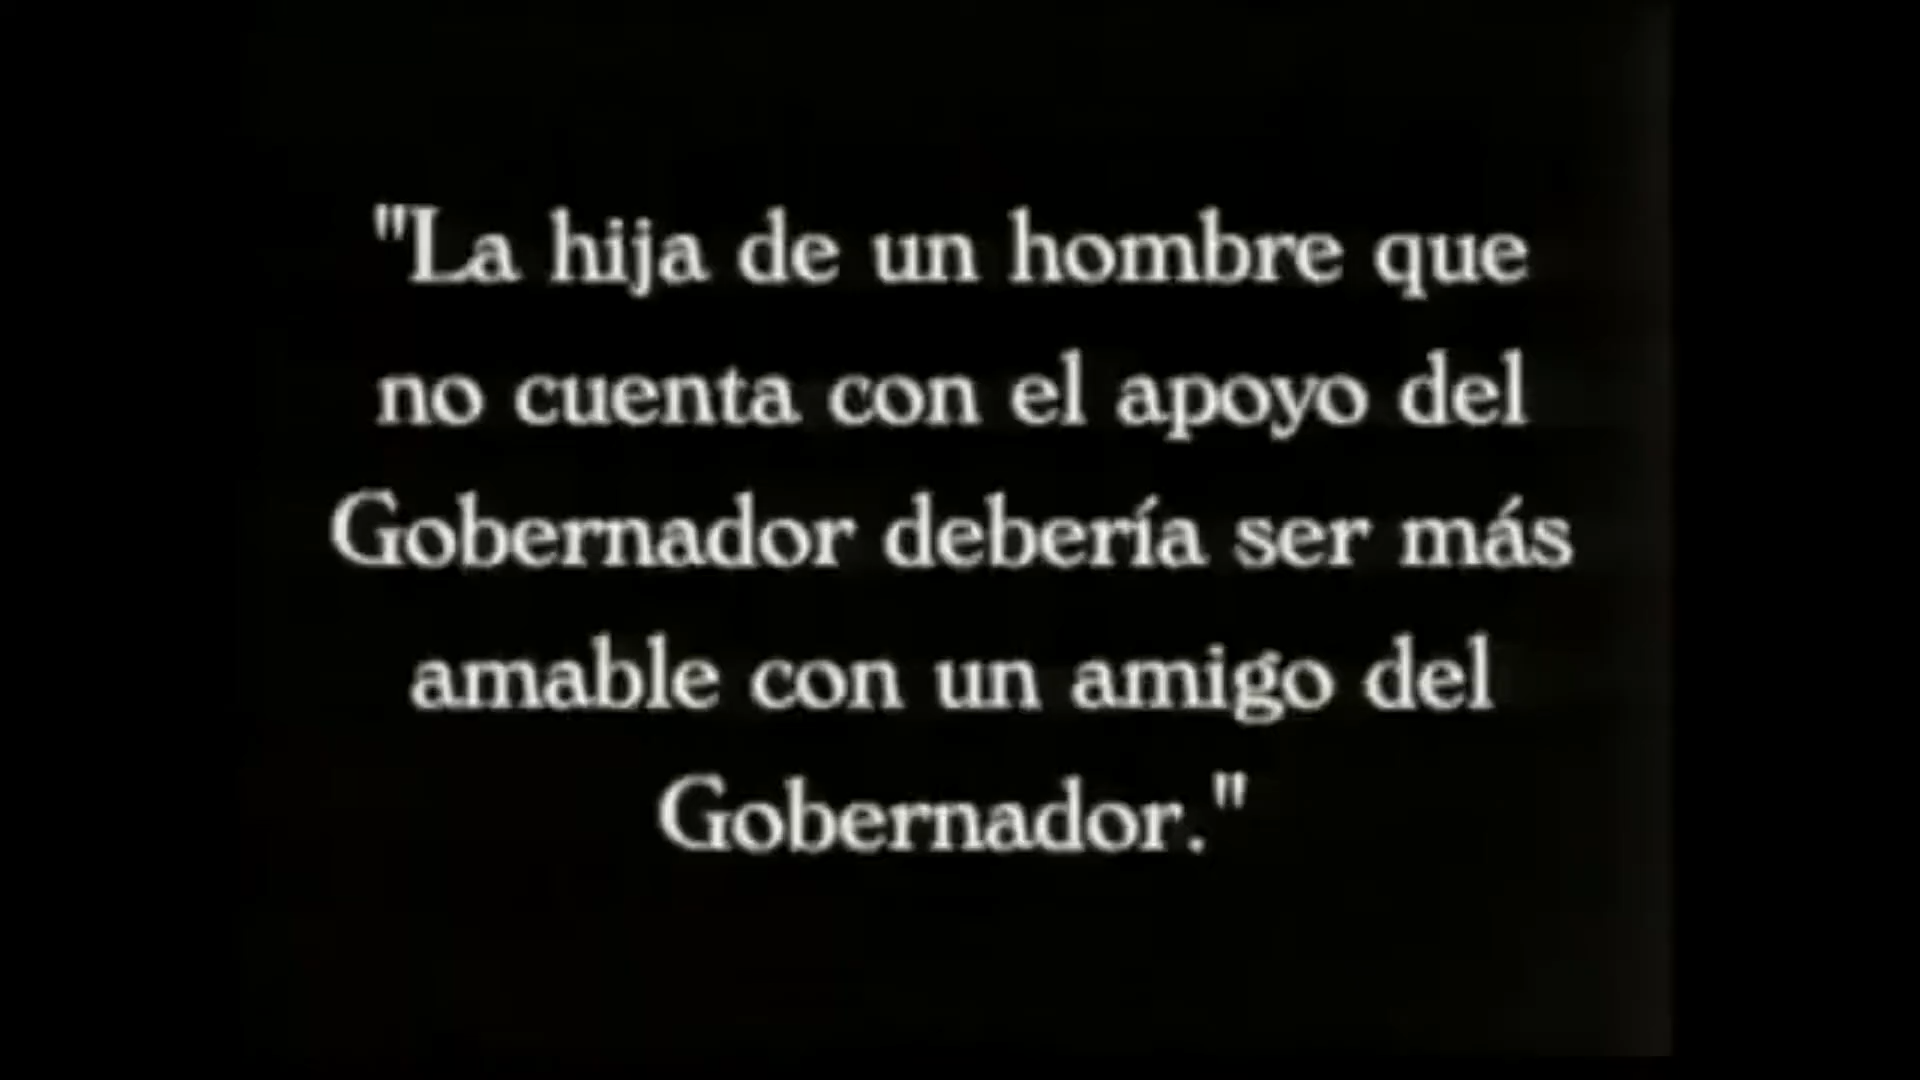 "La hija de un hombre que
no cuenta con el apoyo del
Gobernador debería ser más
amable con un amigo del
Gobernador."